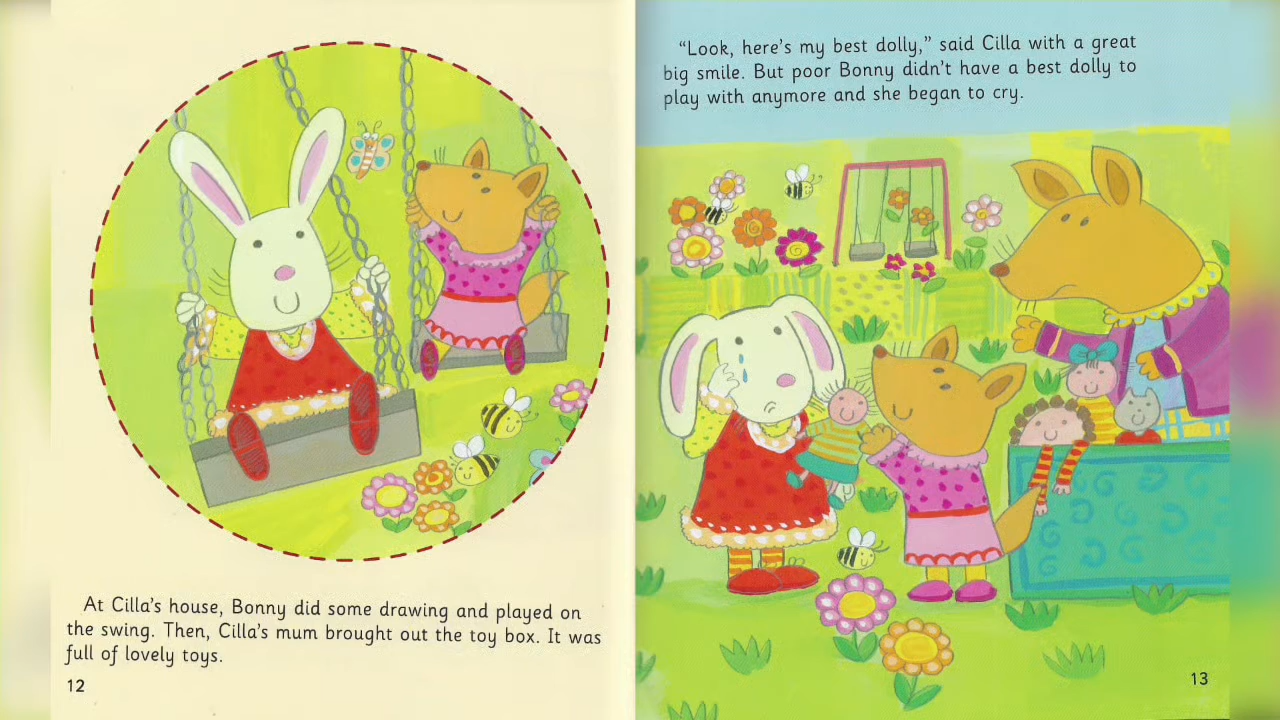 At Cilla's house, Bonny did some drawing and played on
the swing. Then, Cilla's mum brought out the toy box. It was
full of lovely toys.
12
“Look, here's my best dolly,” said Cilla with a great
big smile. But poor Bonny didn't have a best dolly to
play with anymore and she began to cry.
13